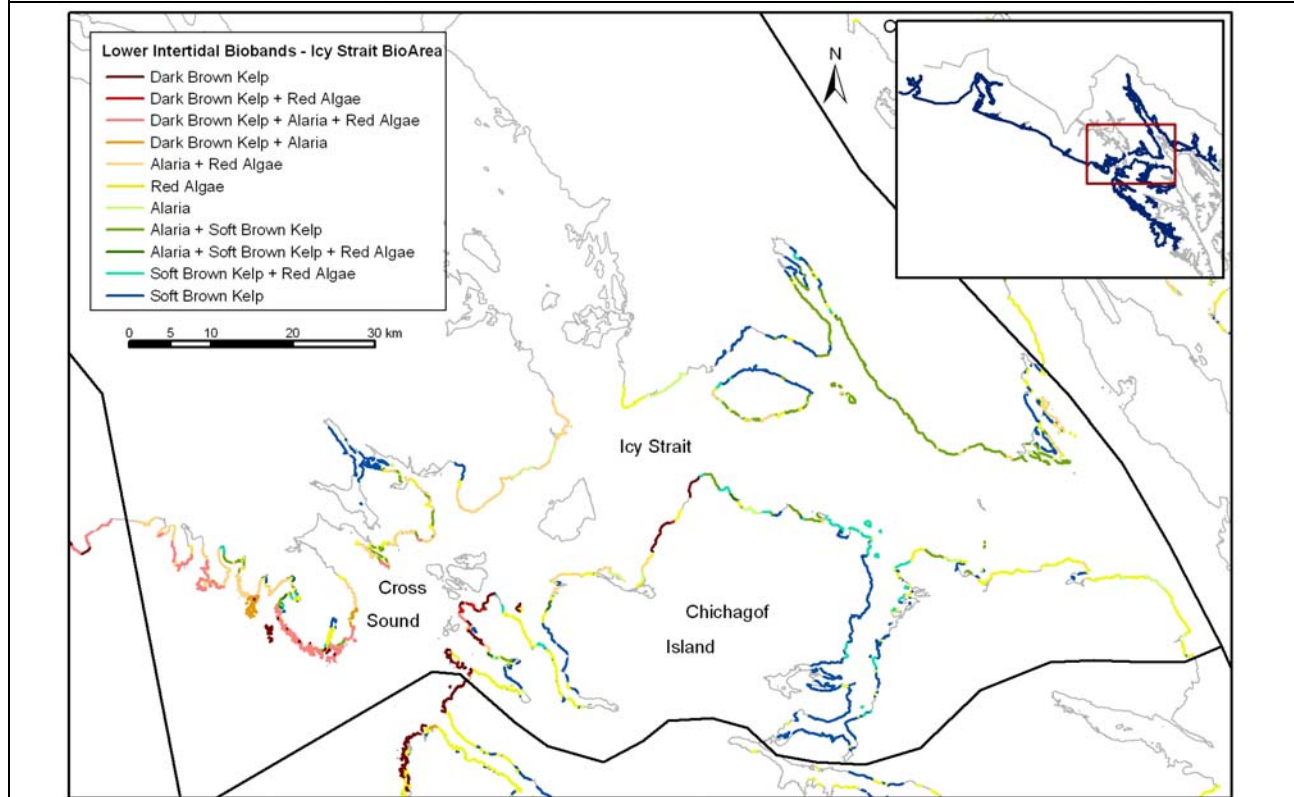 Lower Intertidal Biobands - Icy Strait BioArea
Dark Brown Kelp
Dark Brown Kelp + Red Algae
Dark Brown Kelp + Alaria + Red Algae
Dark Brown Kelp + Alaria
Alaria + Red Algae
Red Algae
Alaria
Alaria + Soft Brown Kelp
Alaria + Soft Brown Kelp + Red Algae
Soft Brown Kelp + Red Algae
Soft Brown Kelp
0 5 10 20 30 km
N
Icy Strait
Cross
Sound
Chichagof
Island